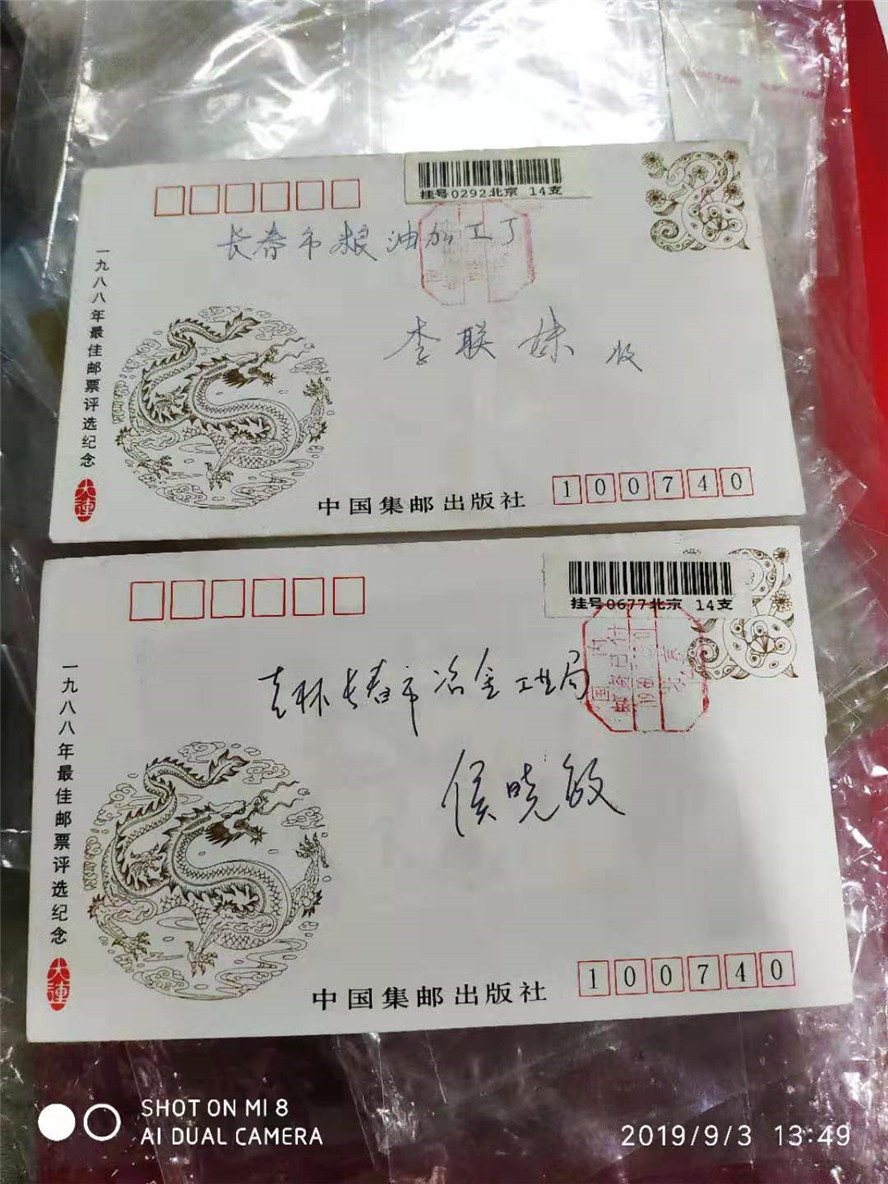 挂号0292北京 14支
长春市粮油加工厂
李联妹 收
一九八八年最佳邮票评选纪念
大連
中国集邮出版社
100740
挂号0677北京 14支
吉林长春市冶金工业局
侯晓敏
一九八八年最佳邮票评选纪念
大連
中国集邮出版社
100740
SHOT ON MI 8
AI DUAL CAMERA
2019/9/3 13:49